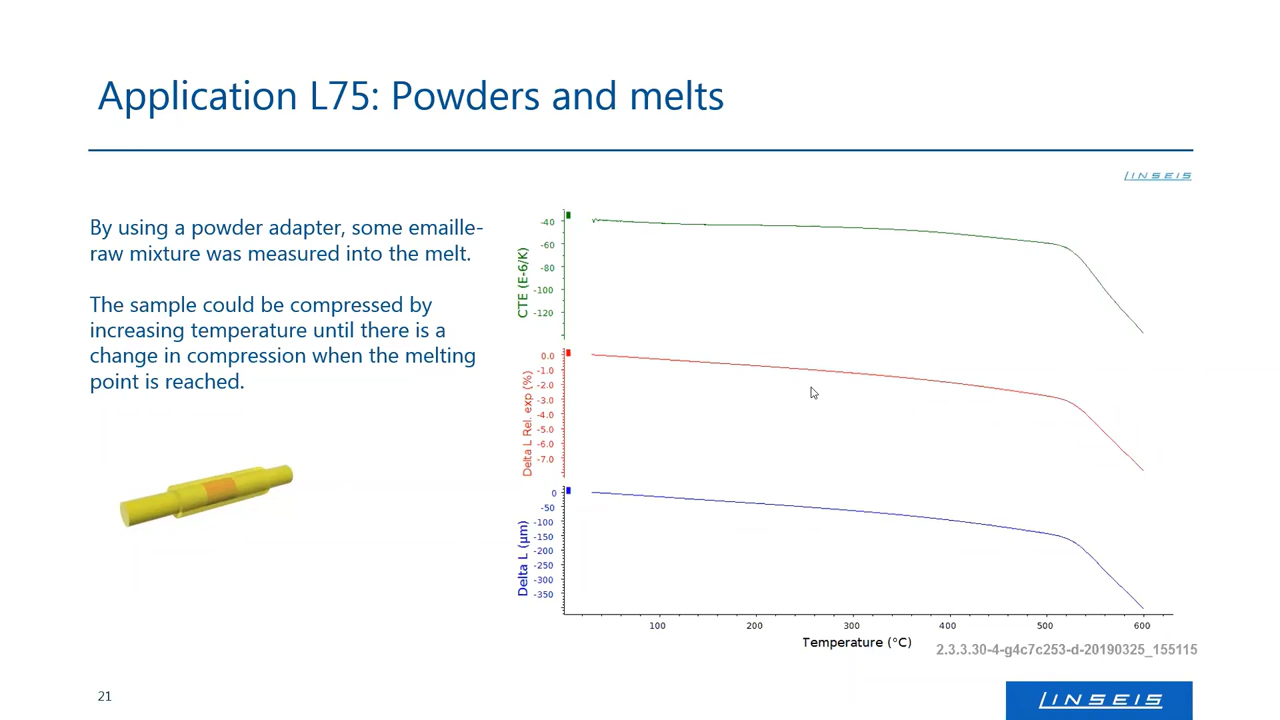 Application L75: Powders and melts
LINSEIS
By using a powder adapter, some emaille-
raw mixture was measured into the melt.
The sample could be compressed by
increasing temperature until there is a
change in compression when the melting
point is reached.
CTE (E-6/K)
-40
-60
-80
-100
-120
Delta L Rel. exp (%)
0.0
-1.0
-2.0
-3.0
-4.0
-5.0
-6.0
-7.0
Delta L (µm)
0
-50
-100
-150
-200
-250
-300
-350
100 200 300 400 500 600
Temperature (°C)
2.3.3.30-4-g4c7c253-d-20190325_155115
21
LINSEIS